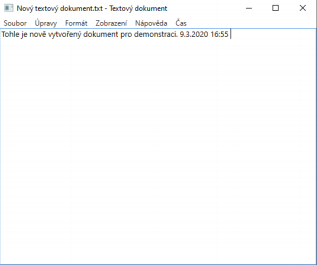 Nový textový dokument.txt - Textový dokument
Soubor Úpravy Formát Zobrazení Nápověda Čas
Tohle je nově vytvořený dokument pro demonstraci. 9.3.2020 16:55